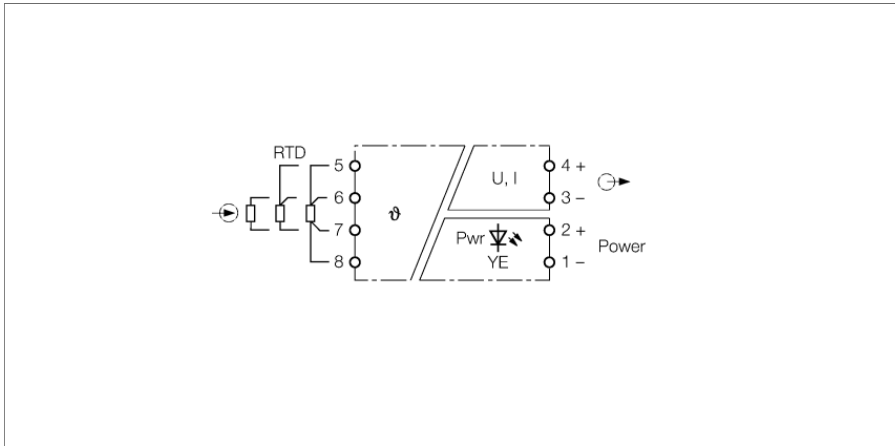 RTD
5
6
7
8
ϑ
U, I
4 +
3 –
Pwr
YE
2 +
1 –
Power